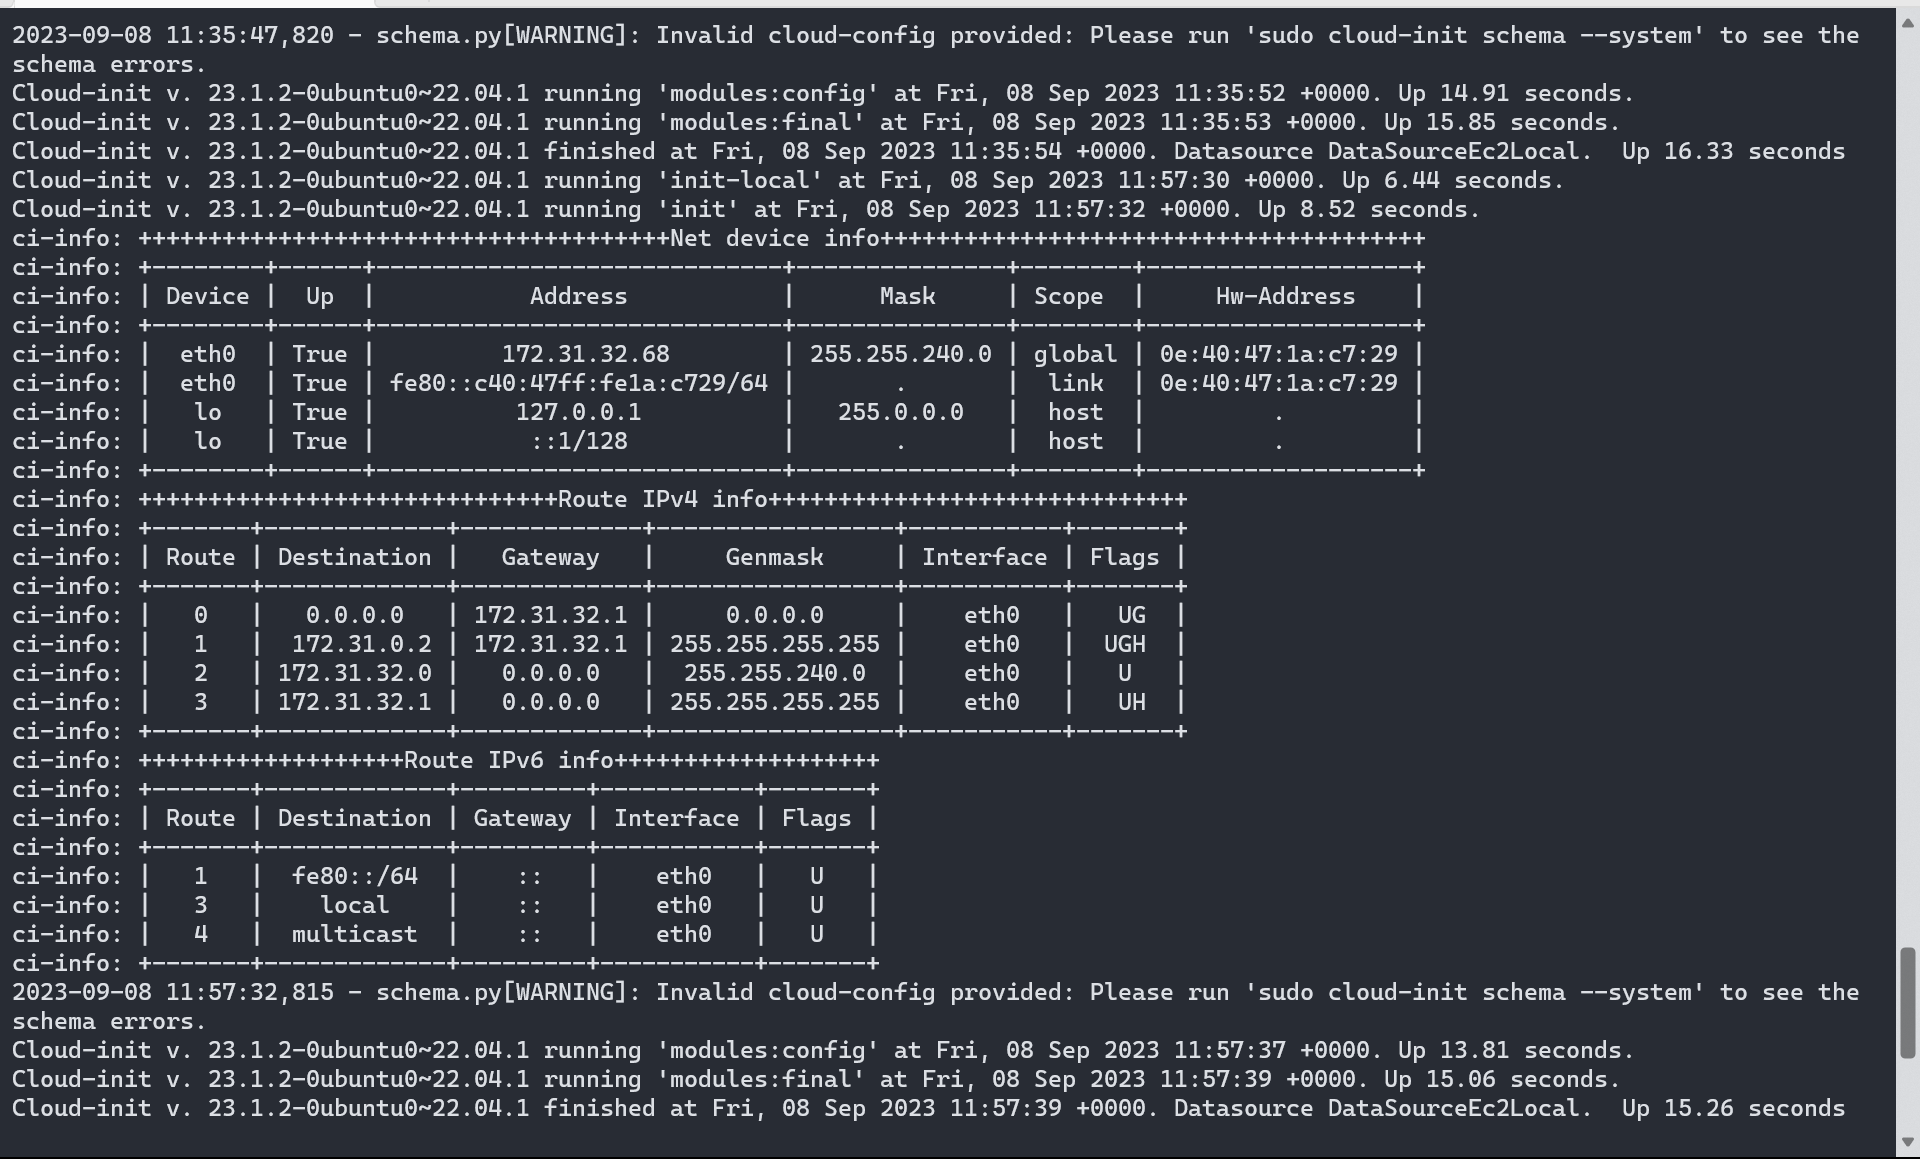 2023-09-08 11:35:47,820 - schema.py[WARNING]: Invalid cloud-config provided: Please run 'sudo cloud-init schema --system' to see the
schema errors.
Cloud-init v. 23.1.2-0ubuntu0~22.04.1 running 'modules:config' at Fri, 08 Sep 2023 11:35:52 +0000. Up 14.91 seconds.
Cloud-init v. 23.1.2-0ubuntu0~22.04.1 running 'modules:final' at Fri, 08 Sep 2023 11:35:53 +0000. Up 15.85 seconds.
Cloud-init v. 23.1.2-0ubuntu0~22.04.1 finished at Fri, 08 Sep 2023 11:35:54 +0000. Datasource DataSourceEc2Local.  Up 16.33 seconds
Cloud-init v. 23.1.2-0ubuntu0~22.04.1 running 'init-local' at Fri, 08 Sep 2023 11:57:30 +0000. Up 6.44 seconds.
Cloud-init v. 23.1.2-0ubuntu0~22.04.1 running 'init' at Fri, 08 Sep 2023 11:57:32 +0000. Up 8.52 seconds.
ci-info: ++++++++++++++++++++++++++++++++++++++Net device info+++++++++++++++++++++++++++++++++++++++
ci-info: +--------+------+-----------------------------+---------------+--------+-------------------+
ci-info: | Device |  Up  |           Address           |      Mask     | Scope  |     Hw-Address    |
ci-info: +--------+------+-----------------------------+---------------+--------+-------------------+
ci-info: |  eth0  | True |         172.31.32.68        | 255.255.240.0 | global | 0e:40:47:1a:c7:29 |
ci-info: |  eth0  | True | fe80::c40:47ff:fe1a:c729/64 |       .       |  link  | 0e:40:47:1a:c7:29 |
ci-info: |   lo   | True |          127.0.0.1          |   255.0.0.0   |  host  |         .         |
ci-info: |   lo   | True |           ::1/128           |       .       |  host  |         .         |
ci-info: +--------+------+-----------------------------+---------------+--------+-------------------+
ci-info: ++++++++++++++++++++++++++++++Route IPv4 info++++++++++++++++++++++++++++++
ci-info: +-------+-------------+-------------+-----------------+-----------+-------+
ci-info: | Route | Destination |   Gateway   |     Genmask     | Interface | Flags |
ci-info: +-------+-------------+-------------+-----------------+-----------+-------+
ci-info: |   0   |   0.0.0.0   | 172.31.32.1 |     0.0.0.0     |    eth0   |   UG  |
ci-info: |   1   |  172.31.0.2 | 172.31.32.1 | 255.255.255.255 |    eth0   |  UGH  |
ci-info: |   2   | 172.31.32.0 |   0.0.0.0   |  255.255.240.0  |    eth0   |   U   |
ci-info: |   3   | 172.31.32.1 |   0.0.0.0   | 255.255.255.255 |    eth0   |   UH  |
ci-info: +-------+-------------+-------------+-----------------+-----------+-------+
ci-info: +++++++++++++++++++Route IPv6 info+++++++++++++++++++
ci-info: +-------+-------------+---------+-----------+-------+
ci-info: | Route | Destination | Gateway | Interface | Flags |
ci-info: +-------+-------------+---------+-----------+-------+
ci-info: |   1   |  fe80::/64  |    ::   |    eth0   |   U   |
ci-info: |   3   |    local    |    ::   |    eth0   |   U   |
ci-info: |   4   |  multicast  |    ::   |    eth0   |   U   |
ci-info: +-------+-------------+---------+-----------+-------+
2023-09-08 11:57:32,815 - schema.py[WARNING]: Invalid cloud-config provided: Please run 'sudo cloud-init schema --system' to see the
schema errors.
Cloud-init v. 23.1.2-0ubuntu0~22.04.1 running 'modules:config' at Fri, 08 Sep 2023 11:57:37 +0000. Up 13.81 seconds.
Cloud-init v. 23.1.2-0ubuntu0~22.04.1 running 'modules:final' at Fri, 08 Sep 2023 11:57:39 +0000. Up 15.06 seconds.
Cloud-init v. 23.1.2-0ubuntu0~22.04.1 finished at Fri, 08 Sep 2023 11:57:39 +0000. Datasource DataSourceEc2Local.  Up 15.26 seconds